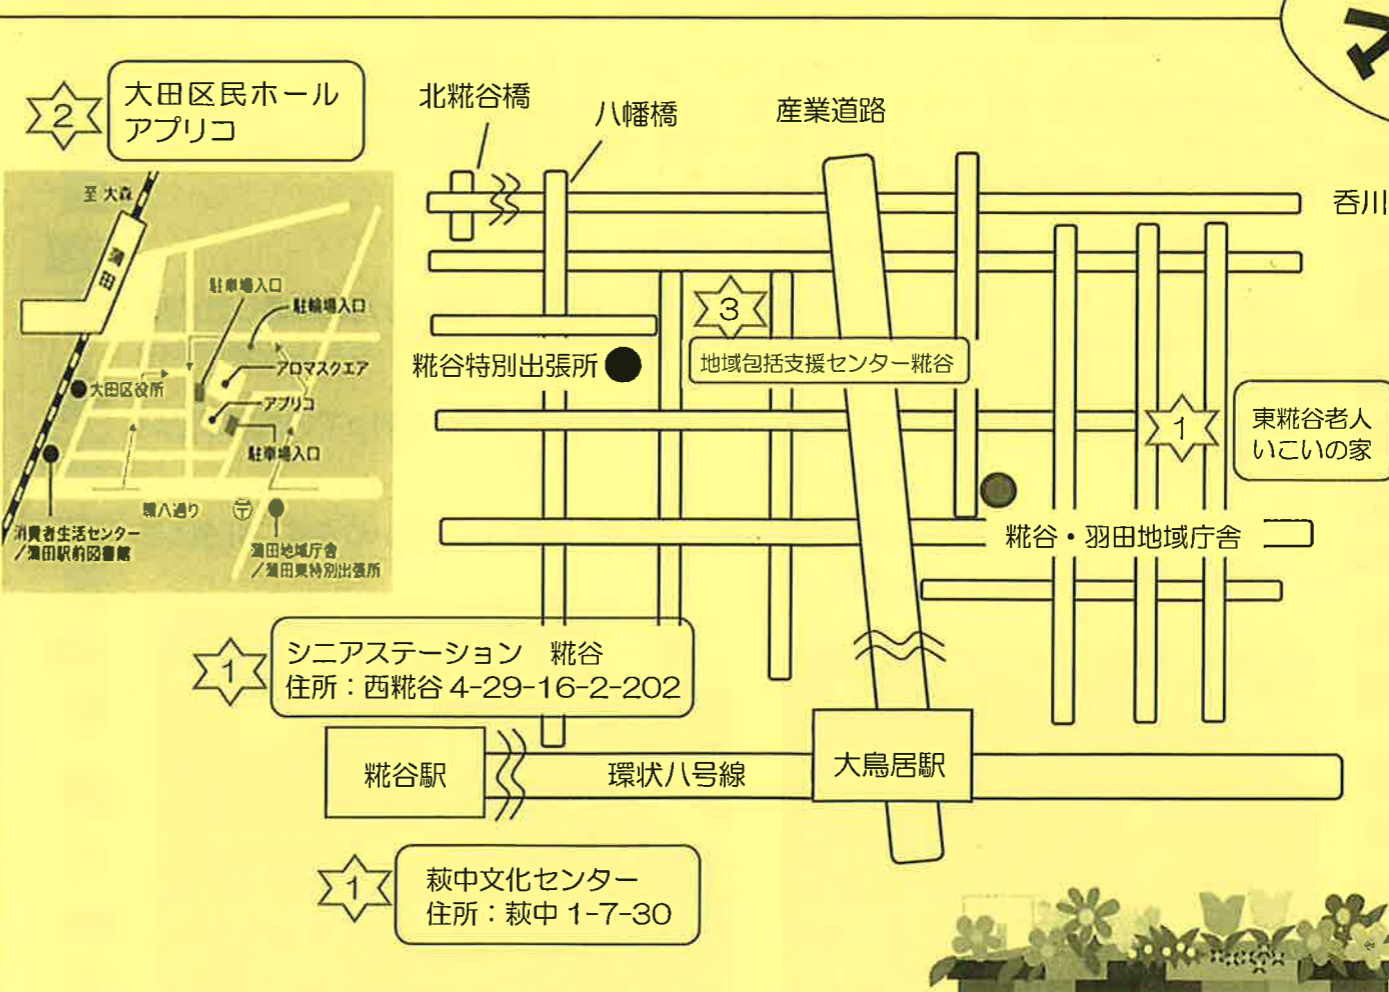 マ
2
大田区民ホール
アプリコ
北糀谷橋
八幡橋
産業道路
呑川
至 大森
蒲田
駐車場入口
駐輪場入口
アロマスクエア
大田区役所
アプリコ
駐車場入口
環八通り
〒
消費者生活センター
/蒲田駅前図書館
蒲田地域庁舎
/蒲田東特別出張所
3
地域包括支援センター糀谷
糀谷特別出張所
1
東糀谷老人
いこいの家
糀谷・羽田地域庁舎
1
シニアステーション 糀谷
住所:西糀谷 4-29-16-2-202
糀谷駅
環状八号線
大鳥居駅
1
萩中文化センター
住所:萩中 1-7-30